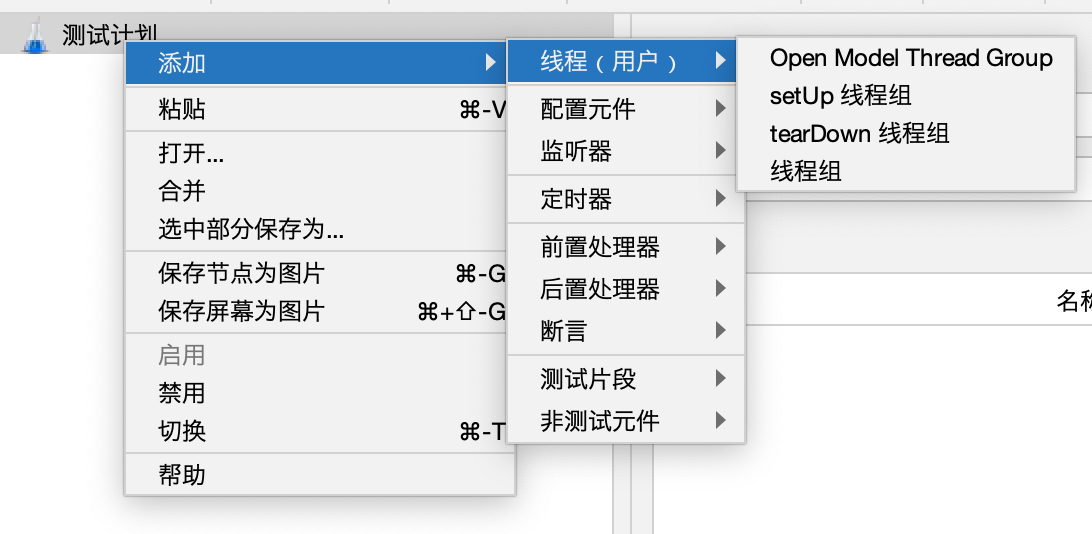 测试计划
添加
粘贴 ⌘-V
打开...
合并
选中部分保存为...
保存节点为图片 ⌘-G
保存屏幕为图片 ⌘+⇧-G
启用
禁用
切换 ⌘-T
帮助
线程（用户）
配置元件
监听器
定时器
前置处理器
后置处理器
断言
测试片段
非测试元件
Open Model Thread Group
setUp 线程组
tearDown 线程组
线程组
名称